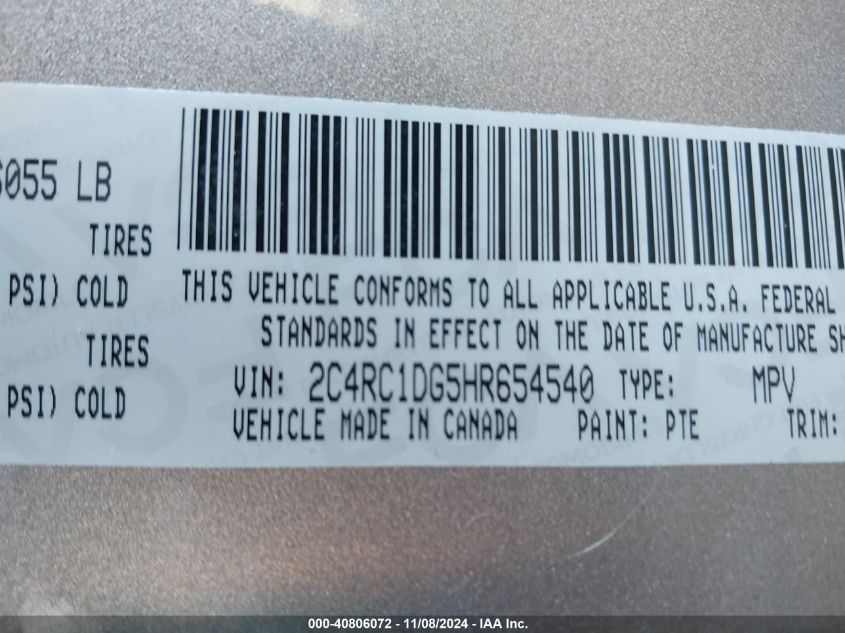 6055 LB
TIRES
PSI) COLD
TIRES
PSI) COLD
THIS VEHICLE CONFORMS TO ALL APPLICABLE U.S.A. FEDERAL
STANDARDS IN EFFECT ON THE DATE OF MANUFACTURE SH
VIN: 2C4RC1DG5HR654540 TYPE: MPV
VEHICLE MADE IN CANADA PAINT: PTE TRIM:
000-40806072 - 11/08/2024 - IAA Inc.